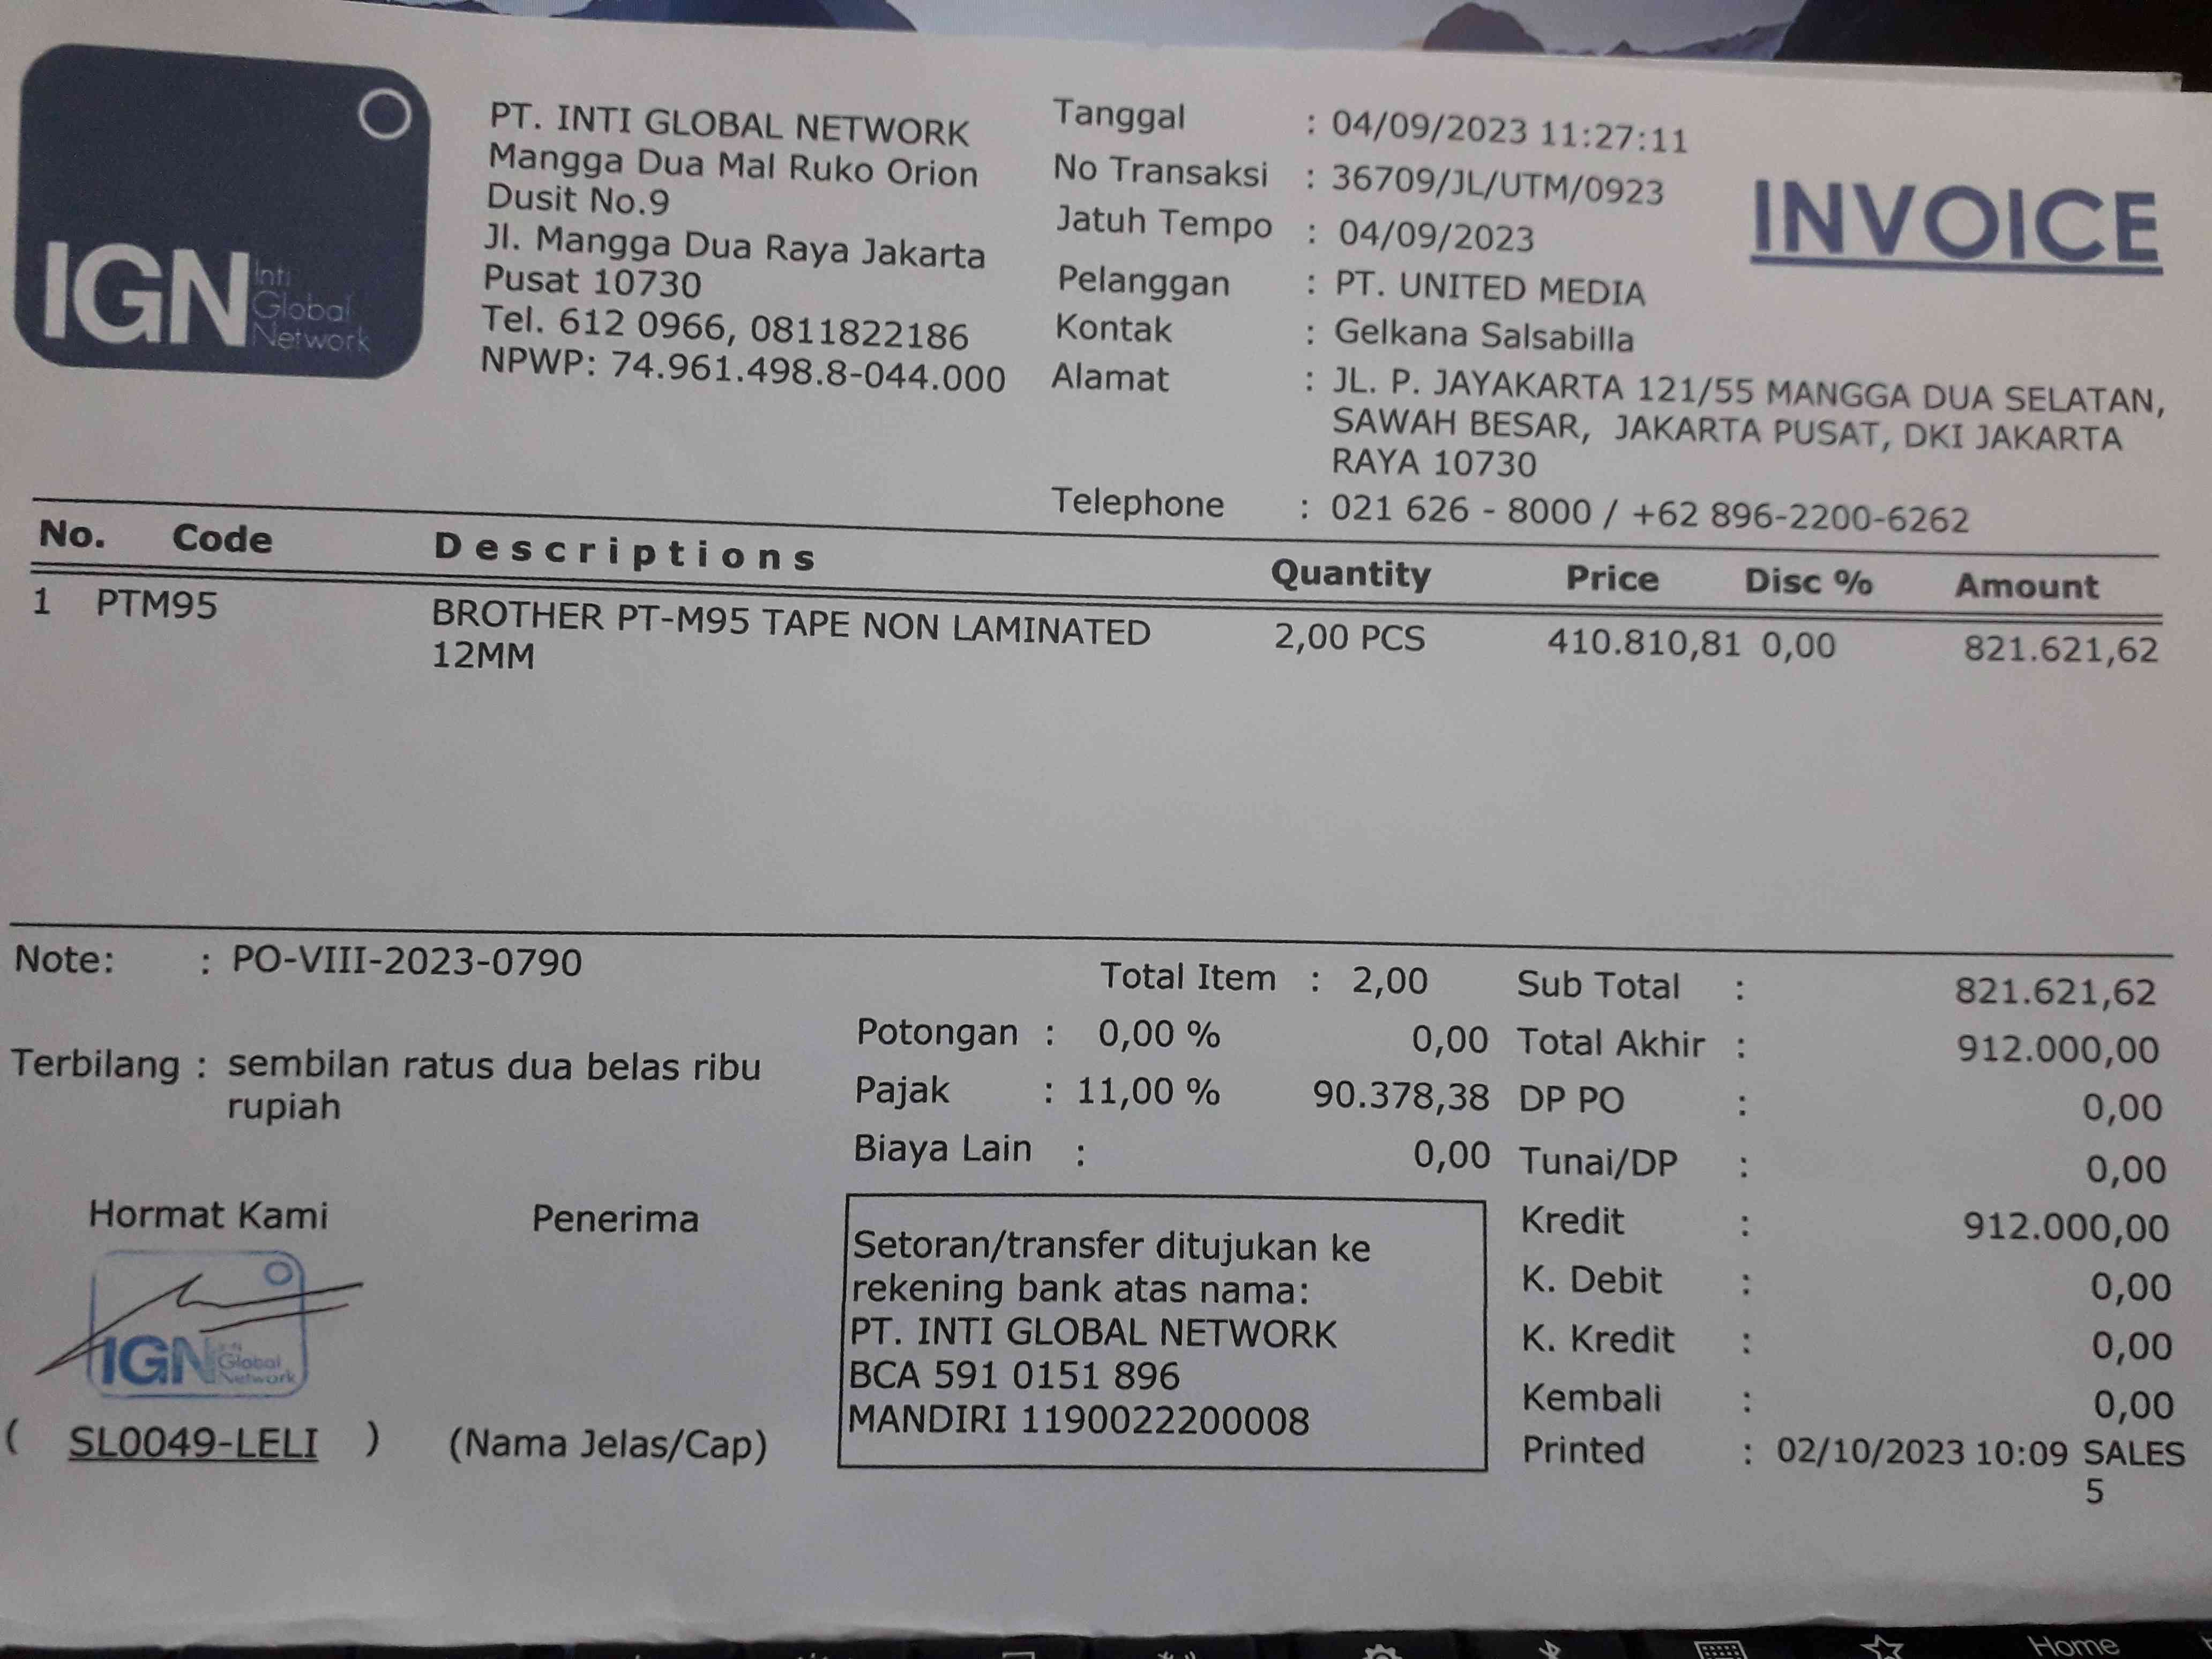 IGN Inti
Global
Network
PT. INTI GLOBAL NETWORK
Mangga Dua Mal Ruko Orion
Dusit No.9
Jl. Mangga Dua Raya Jakarta
Pusat 10730
Tel. 612 0966, 0811822186
NPWP: 74.961.498.8-044.000
Tanggal : 04/09/2023 11:27:11
No Transaksi : 36709/JL/UTM/0923
Jatuh Tempo : 04/09/2023
Pelanggan : PT. UNITED MEDIA
Kontak : Gelkana Salsabilla
Alamat : JL. P. JAYAKARTA 121/55 MANGGA DUA SELATAN,
SAWAH BESAR, JAKARTA PUSAT, DKI JAKARTA
RAYA 10730
Telephone : 021 626 - 8000 / +62 896-2200-6262
INVOICE
No. Code Descriptions Quantity Price Disc % Amount
1 PTM95 BROTHER PT-M95 TAPE NON LAMINATED 2,00 PCS 410.810,81 0,00 821.621,62
12MM
Note: : PO-VIII-2023-0790
Terbilang : sembilan ratus dua belas ribu
rupiah
Total Item : 2,00
Potongan : 0,00 % 0,00
Pajak : 11,00 % 90.378,38
Biaya Lain : 0,00
Sub Total : 821.621,62
Total Akhir : 912.000,00
DP PO : 0,00
Tunai/DP : 0,00
Kredit : 912.000,00
K. Debit : 0,00
K. Kredit : 0,00
Kembali : 0,00
Printed : 02/10/2023 10:09 SALES
5
Hormat Kami
IGN
Global
Network
( SL0049-LELI )
Penerima
(Nama Jelas/Cap)
Setoran/transfer ditujukan ke
rekening bank atas nama:
PT. INTI GLOBAL NETWORK
BCA 591 0151 896
MANDIRI 1190022200008
Home